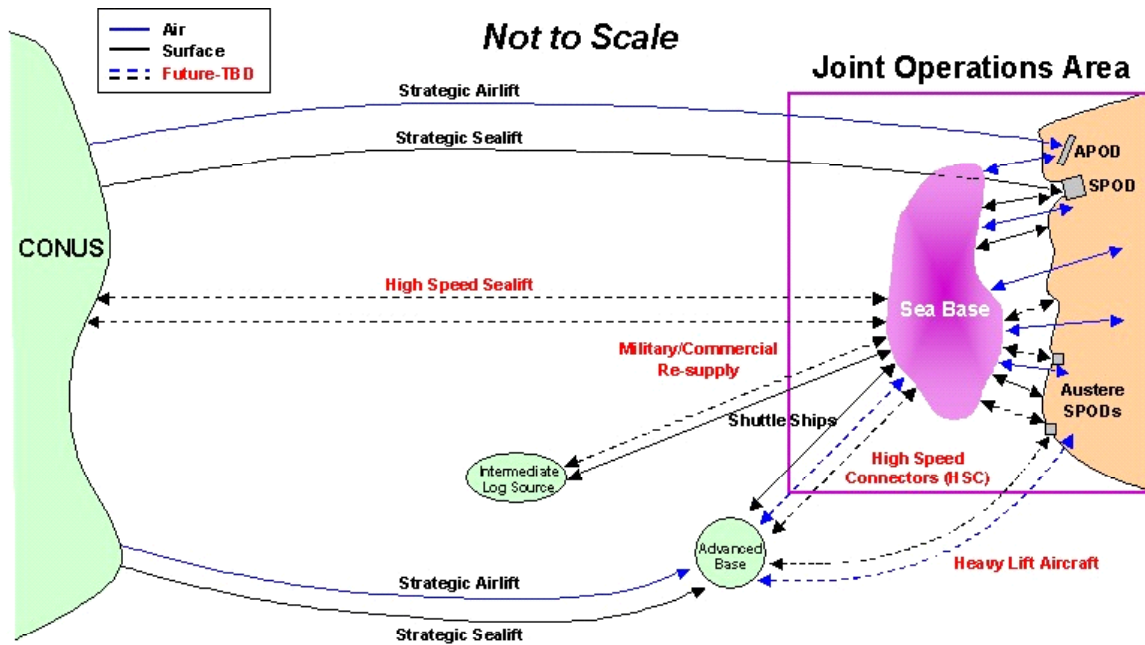 Air
Surface
Future-TBD
Not to Scale
Joint Operations Area
Strategic Airlift
Strategic Sealift
APOD
SPOD
CONUS
High Speed Sealift
Sea Base
Military/Commercial
Re-supply
Austere
SPODs
Shuttle Ships
Intermediate
Log Source
High Speed
Connectors (HSC)
Advanced
Base
Heavy Lift Aircraft
Strategic Airlift
Strategic Sealift